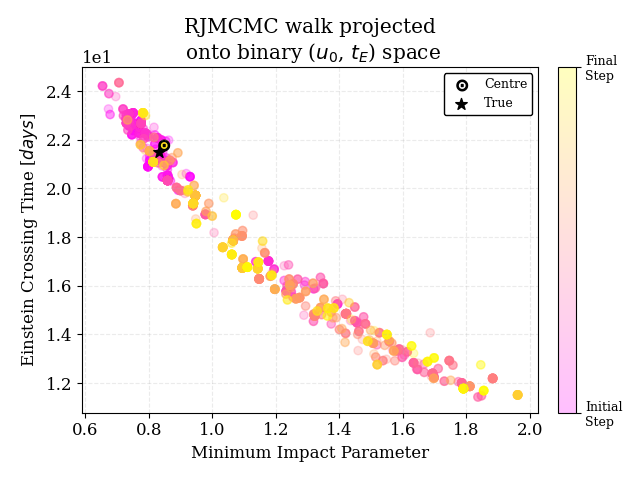 RJMCMC walk projected
onto binary (u₀, t_E) space
1e1
Einstein Crossing Time [days]
2.4
2.2
2.0
1.8
1.6
1.4
1.2
0.6 0.8 1.0 1.2 1.4 1.6 1.8 2.0
Minimum Impact Parameter
Centre
True
Final
Step
Initial
Step